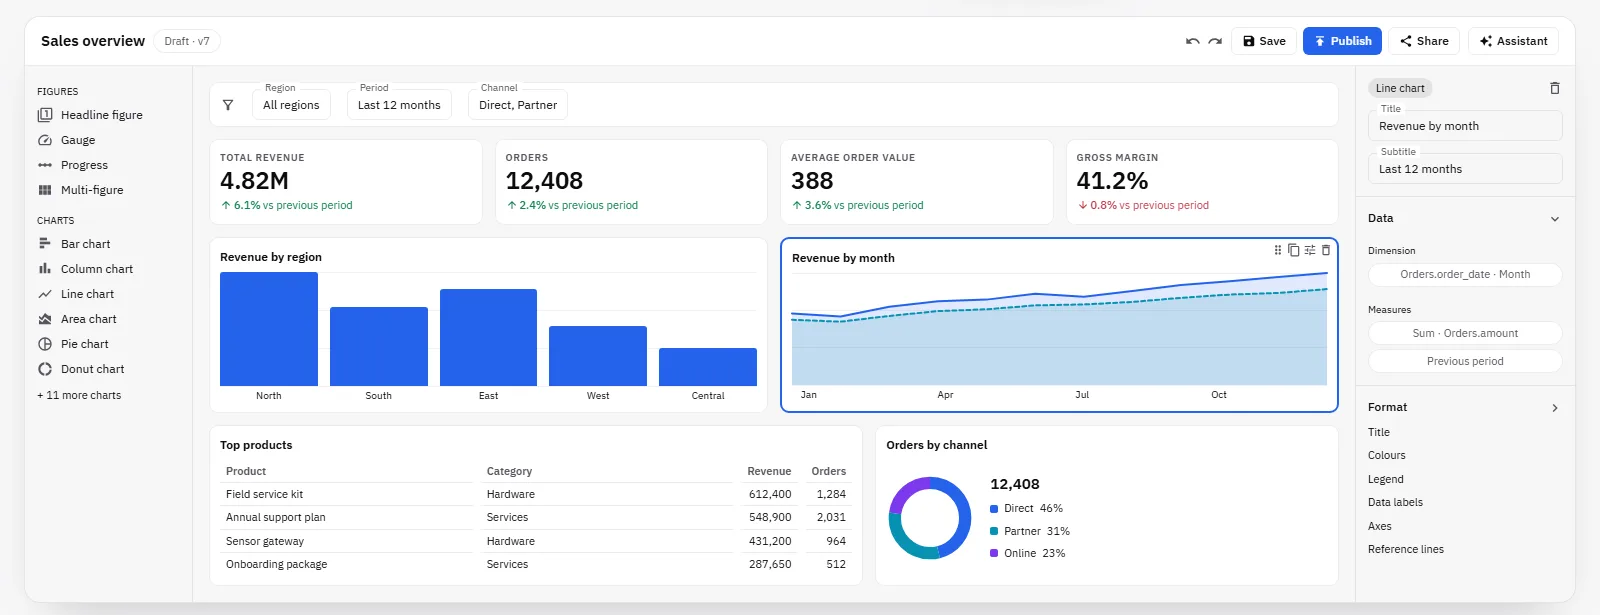 Sales overview
Draft · v7
Save
Publish
Share
Assistant
FIGURES
Headline figure
Gauge
Progress
Multi-figure
CHARTS
Bar chart
Column chart
Line chart
Area chart
Pie chart
Donut chart
+ 11 more charts
Region
All regions
Period
Last 12 months
Channel
Direct, Partner
TOTAL REVENUE
4.82M
↑ 6.1% vs previous period
ORDERS
12,408
↑ 2.4% vs previous period
AVERAGE ORDER VALUE
388
↑ 3.6% vs previous period
GROSS MARGIN
41.2%
↓ 0.8% vs previous period
Revenue by region
North South East West Central
Revenue by month
Jan Apr Jul Oct
Top products
Product Category Revenue Orders
Field service kit Hardware 612,400 1,284
Annual support plan Services 548,900 2,031
Sensor gateway Hardware 431,200 964
Onboarding package Services 287,650 512
Orders by channel
12,408
Direct 46%
Partner 31%
Online 23%
Line chart
Title
Revenue by month
Subtitle
Last 12 months
Data
Dimension
Orders.order_date · Month
Measures
Sum · Orders.amount
Previous period
Format
Title
Colours
Legend
Data labels
Axes
Reference lines